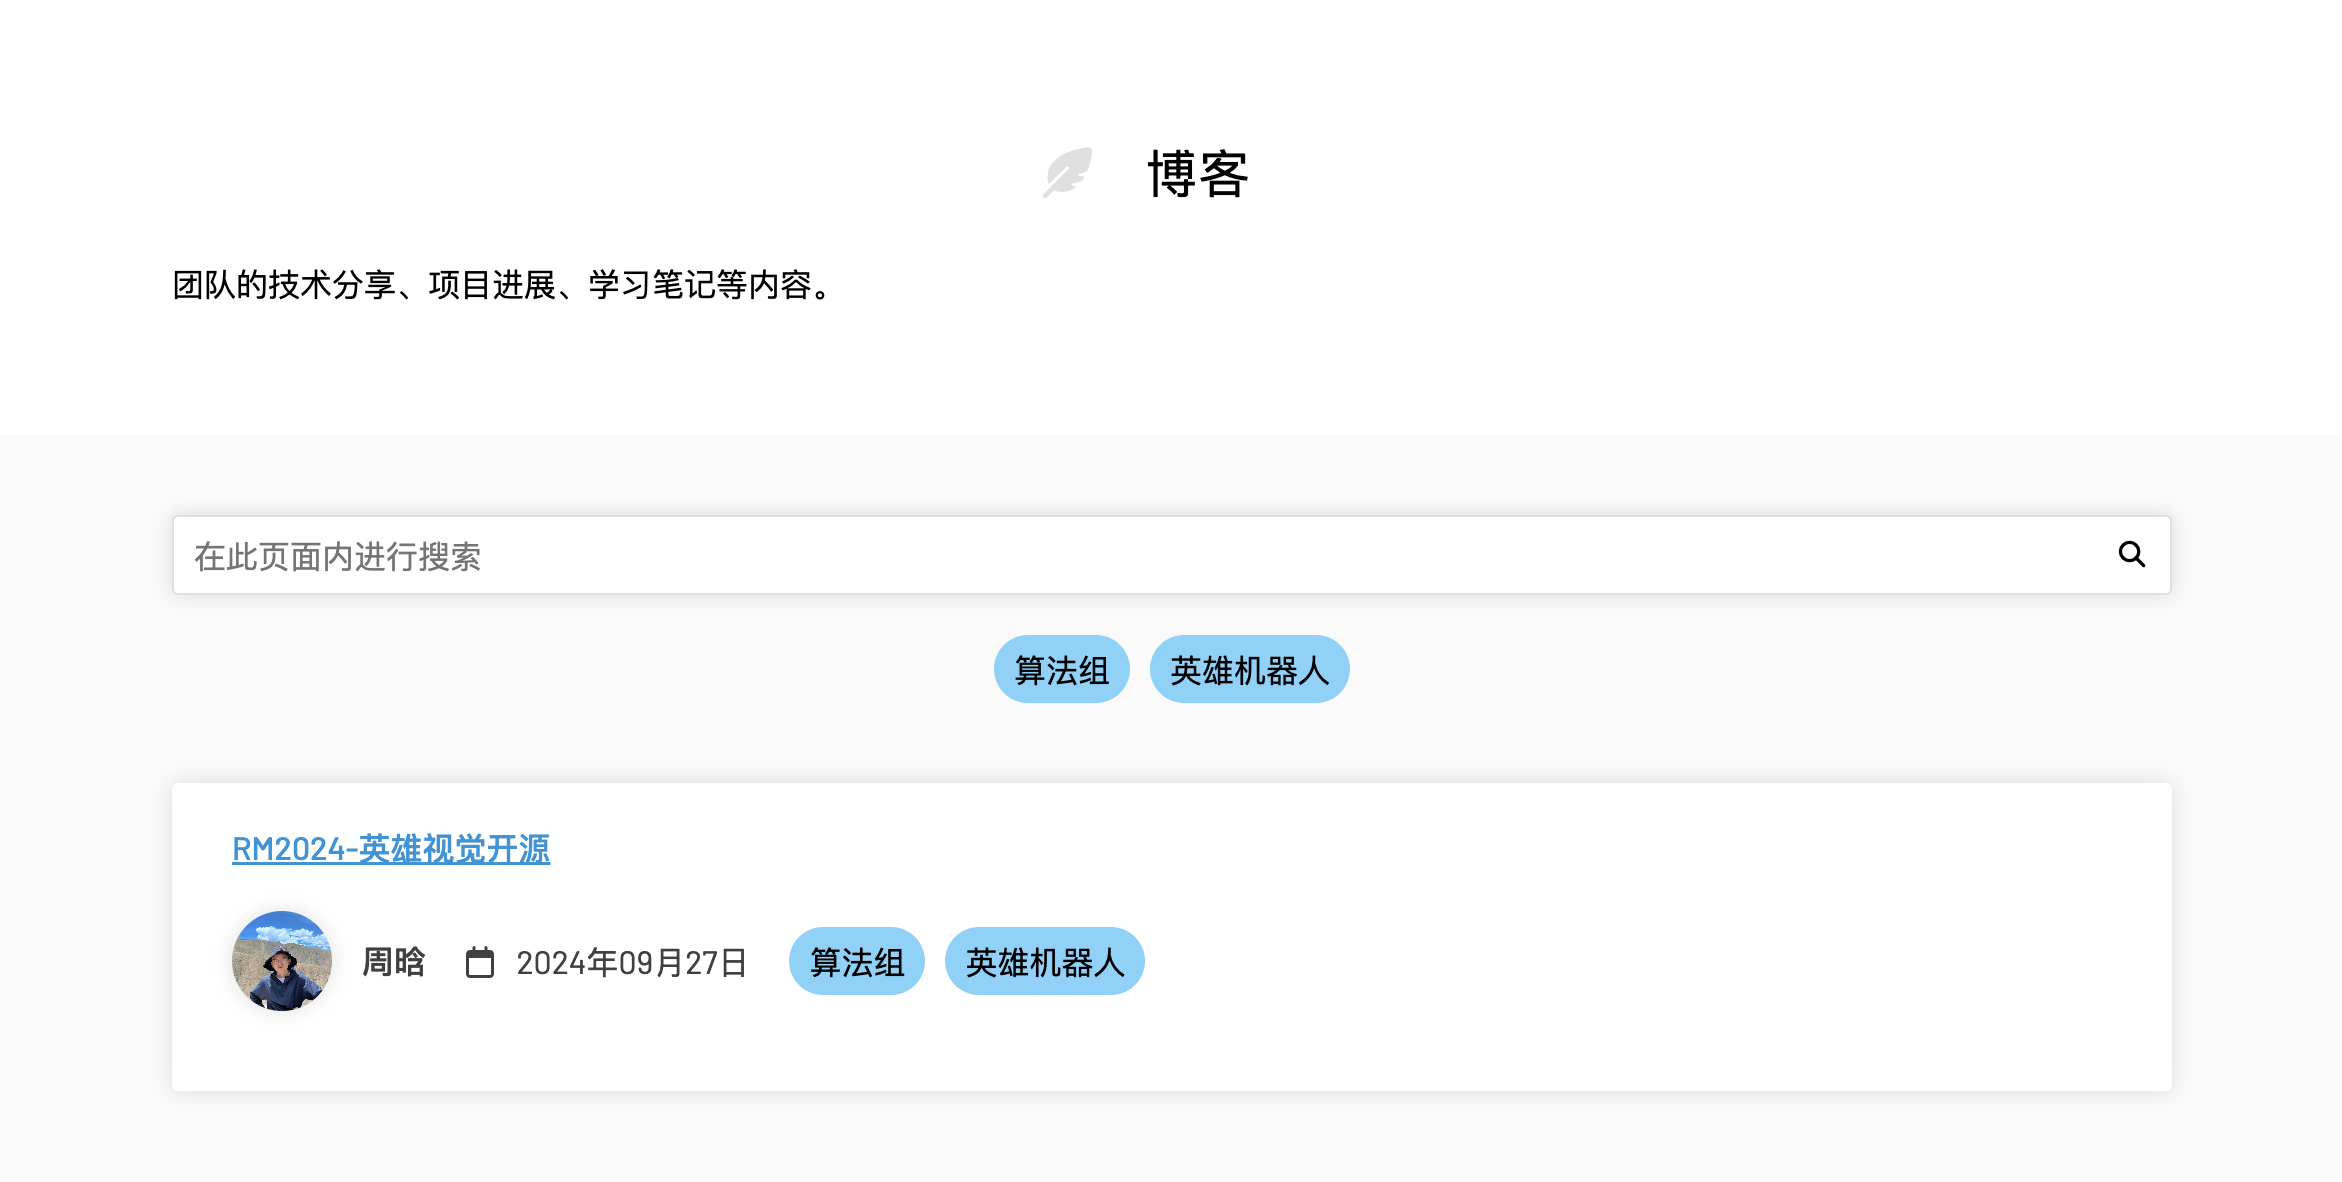 博客
团队的技术分享、项目进展、学习笔记等内容。
在此页面内进行搜索
算法组 英雄机器人
RM2024-英雄视觉开源
周晗 2024年09月27日 算法组 英雄机器人